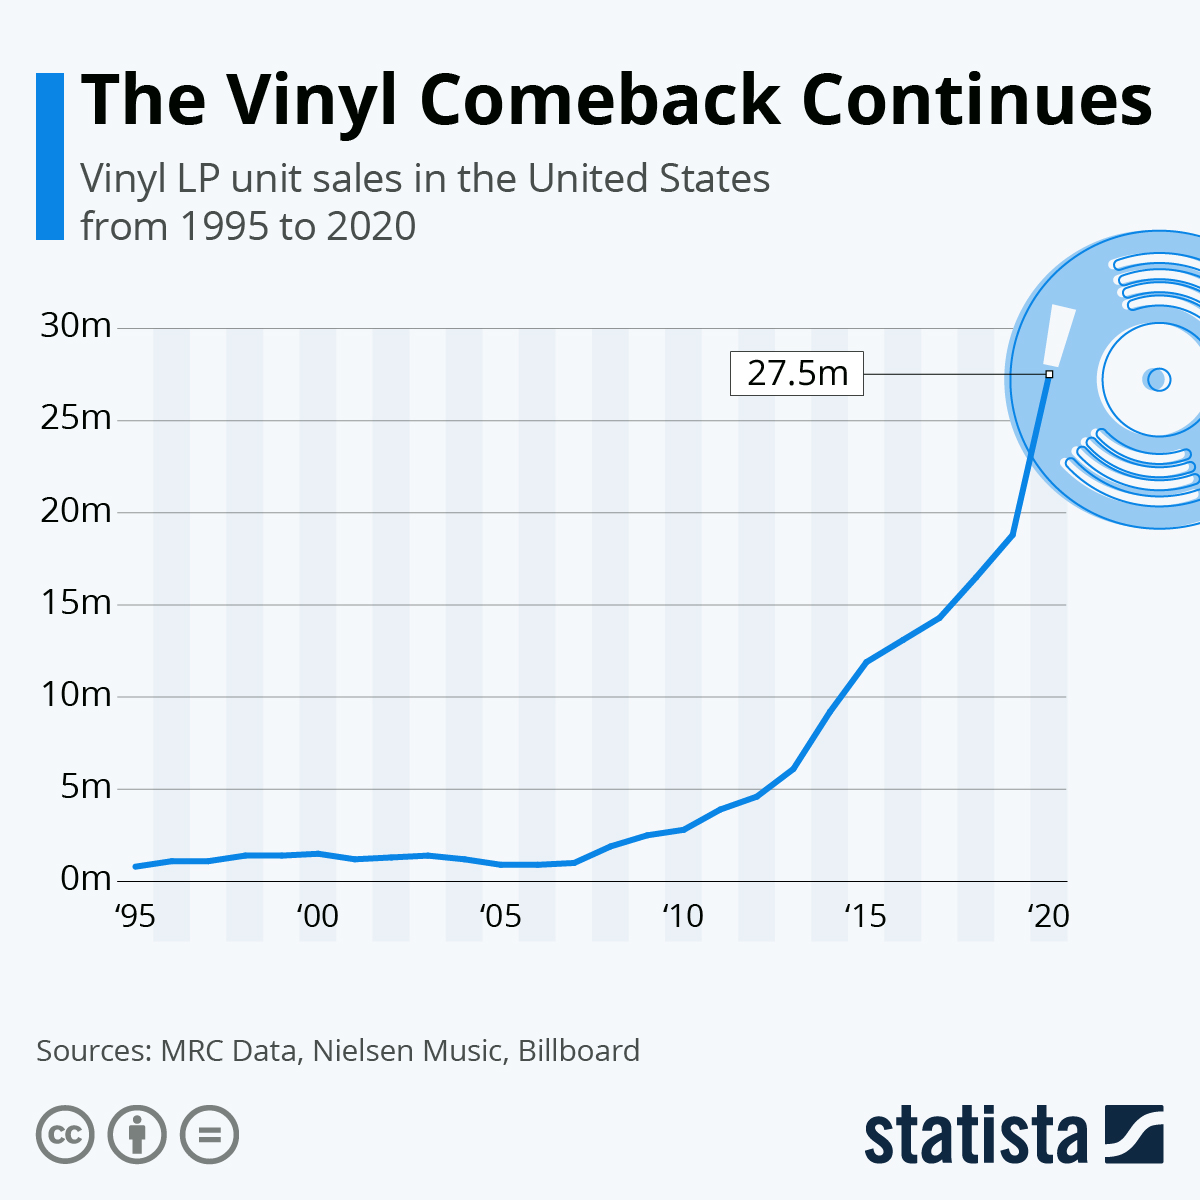 The Vinyl Comeback Continues
Vinyl LP unit sales in the United States
from 1995 to 2020
30m
27.5m
25m
20m
15m
10m
5m
0m
‘95 ‘00 ‘05 ‘10 ‘15 ‘20
Sources: MRC Data, Nielsen Music, Billboard
cc =
statista